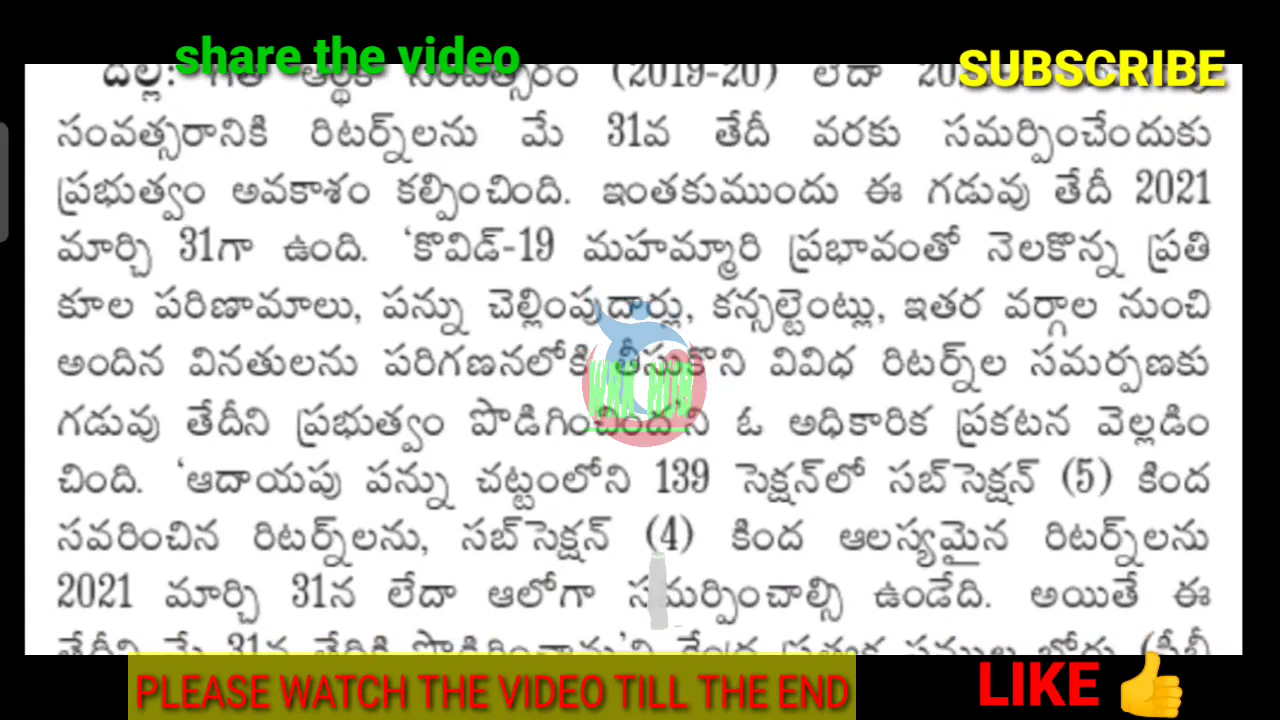 share the video
SUBSCRIBE
(2019-20) లేదా
సంవత్సరానికి రిటర్న్‌లను మే 31వ తేదీ వరకు సమర్పించేందుకు
ప్రభుత్వం అవకాశం కల్పించింది. ఇంతకుముందు ఈ గడువు తేదీ 2021
మార్చి 31గా ఉంది. ‘కొవిడ్-19 మహమ్మారి ప్రభావంతో నెలకొన్న ప్రతి
కూల పరిణామాలు, పన్ను చెల్లింపుదార్లు, కన్సల్టెంట్లు, ఇతర వర్గాల నుంచి
అందిన వినతులను పరిగణనలోకి తీసుకొని వివిధ రిటర్న్‌ల సమర్పణకు
గడువు తేదీని ప్రభుత్వం పొడిగించింద’ని ఓ అధికారిక ప్రకటన వెల్లడిం
చింది. ‘ఆదాయపు పన్ను చట్టంలోని 139 సెక్షన్‌లో సబ్‌సెక్షన్ (5) కింద
సవరించిన రిటర్న్‌లను, సబ్‌సెక్షన్ (4) కింద ఆలస్యమైన రిటర్న్‌లను
2021 మార్చి 31న లేదా ఆలోగా సమర్పించాల్సి ఉండేది. అయితే ఈ
PLEASE WATCH THE VIDEO TILL THE END
LIKE